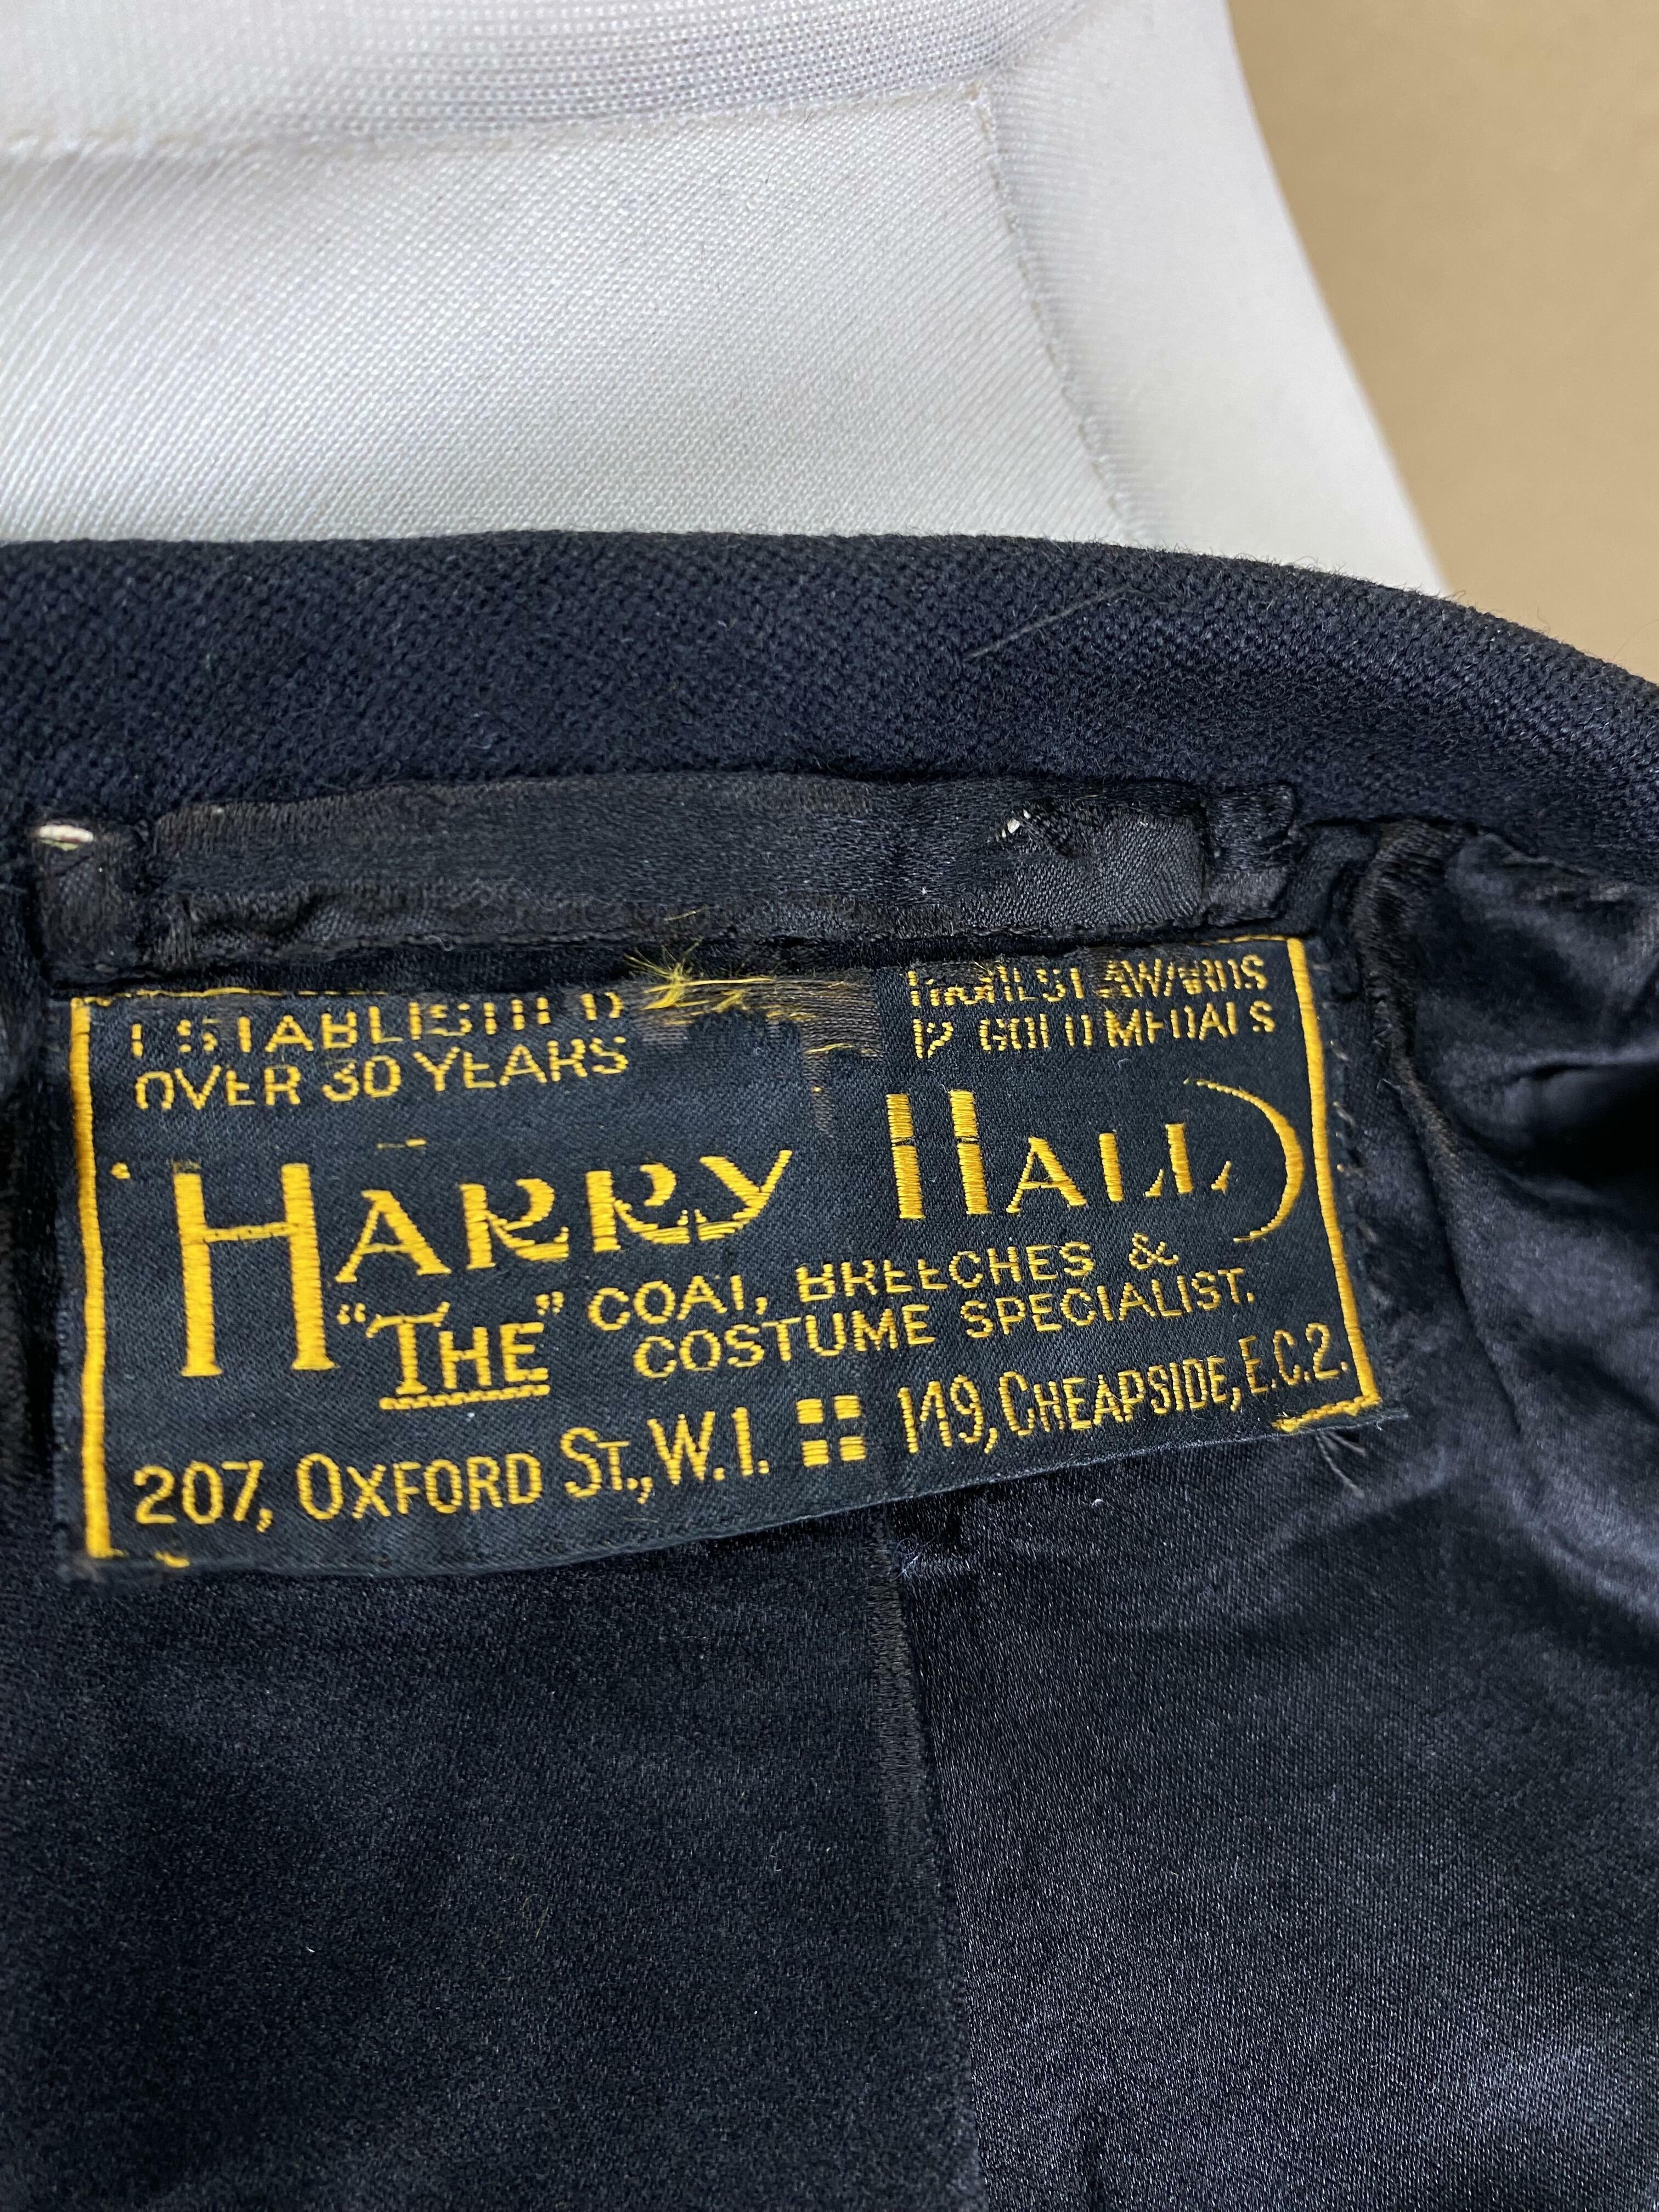 ESTABLISHED
OVER 30 YEARS
HIGHEST AWARDS
12 GOLD MEDALS
HARRY HALL
"THE" COAT, BREECHES &
COSTUME SPECIALIST.
207, OXFORD ST., W.1. 149, CHEAPSIDE, E.C.2.